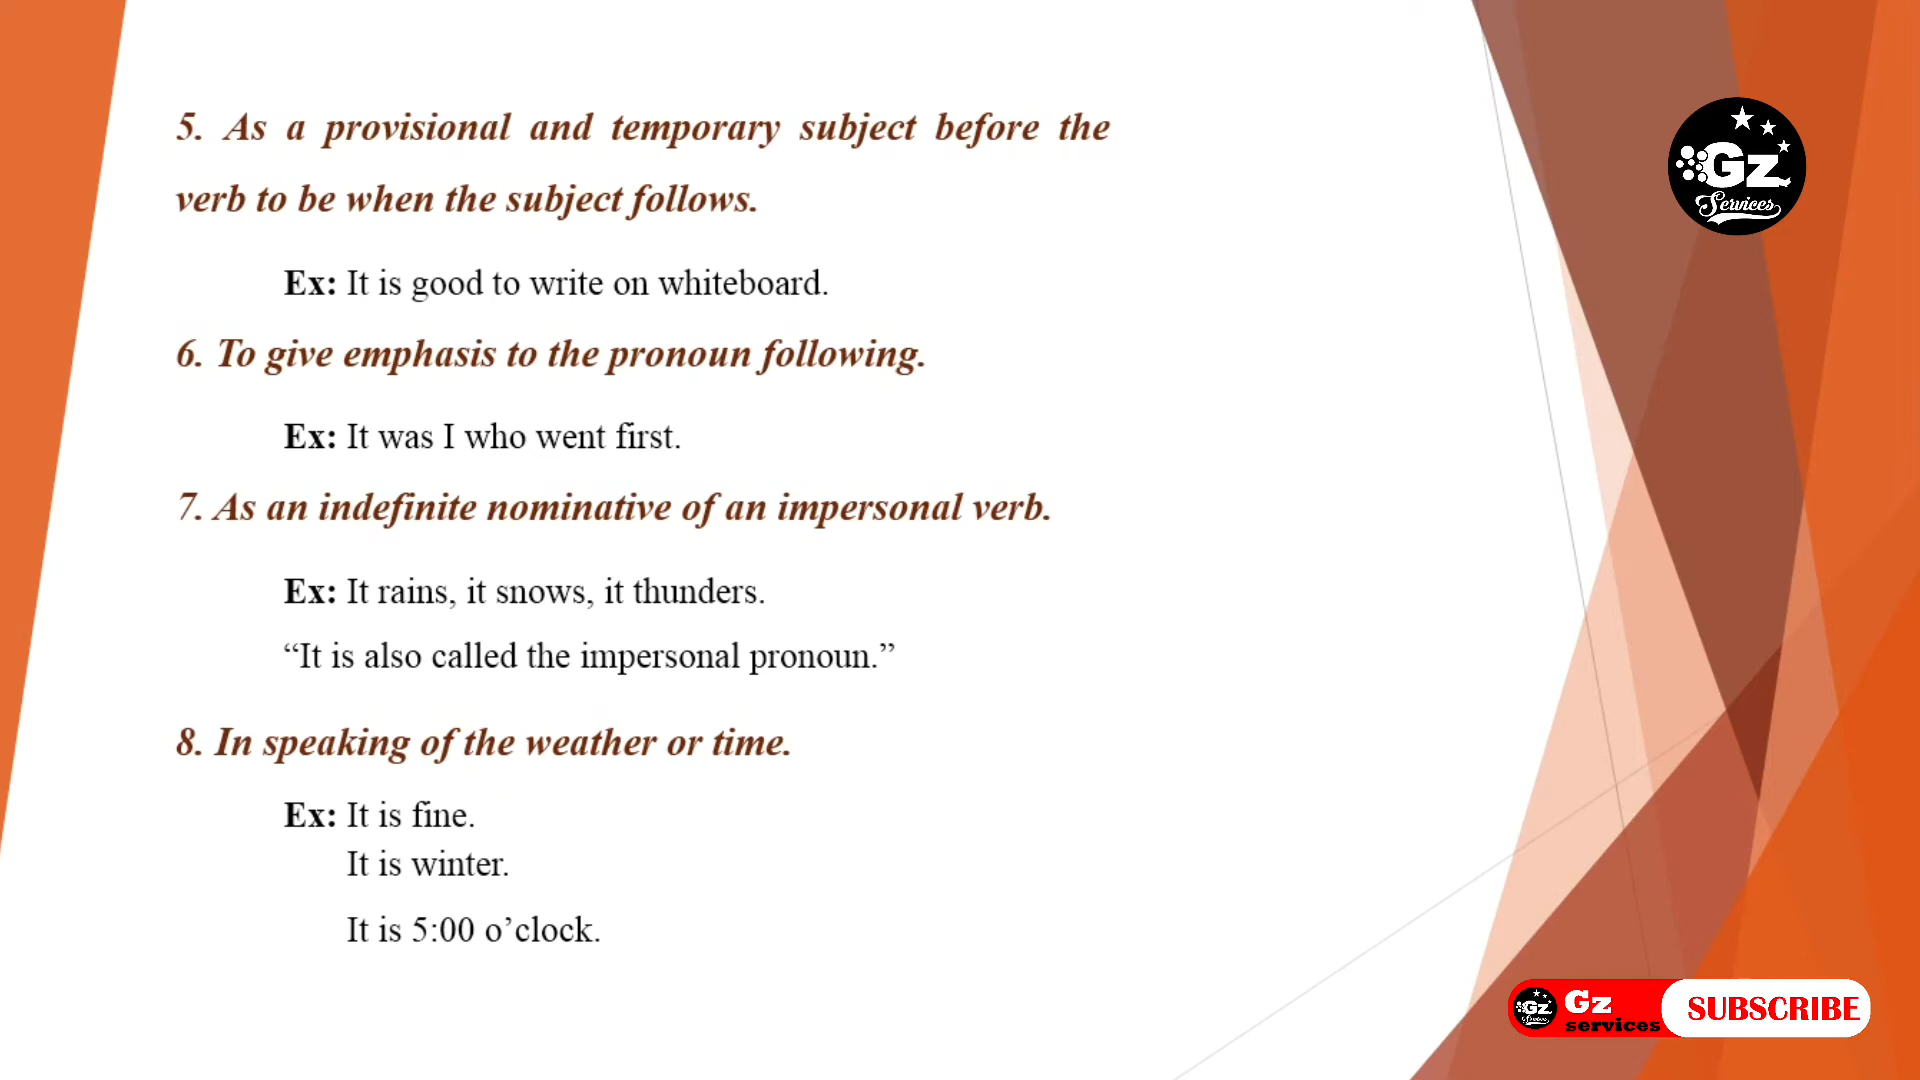 5. As a provisional and temporary subject before the
verb to be when the subject follows.
Ex: It is good to write on whiteboard.
6. To give emphasis to the pronoun following.
Ex: It was I who went first.
7. As an indefinite nominative of an impersonal verb.
Ex: It rains, it snows, it thunders.
“It is also called the impersonal pronoun.”
8. In speaking of the weather or time.
Ex: It is fine.
It is winter.
It is 5:00 o’clock.
Gz
Services
Gz
Services
Gz
services
SUBSCRIBE